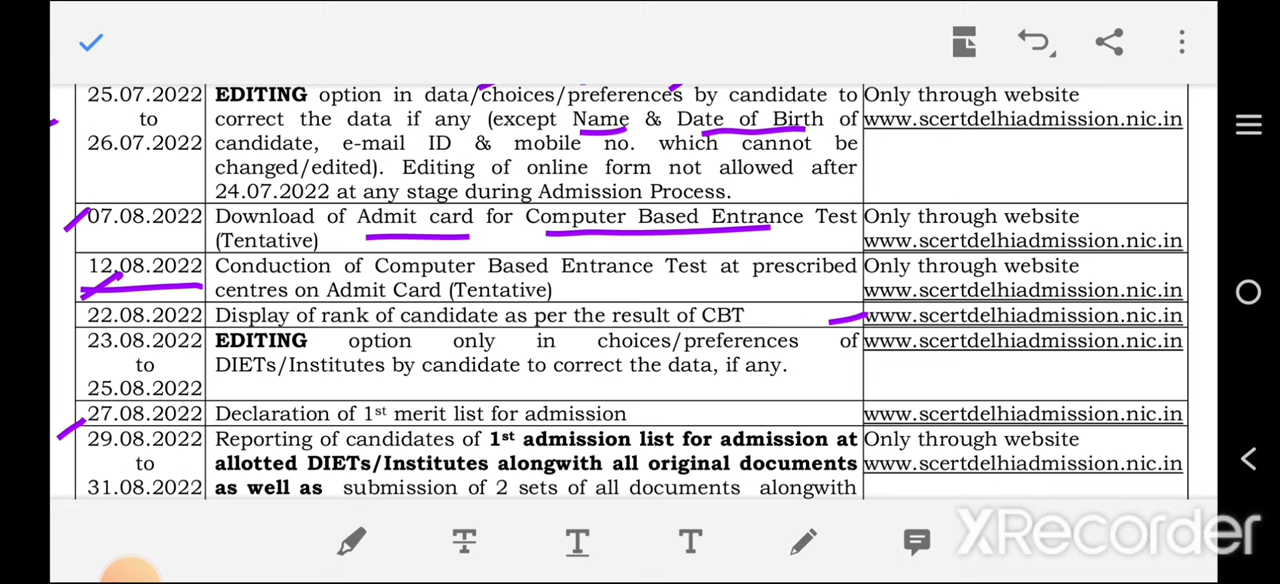 25.07.2022 EDITING option in data/choices/preferences by candidate to Only through website
to correct the data if any (except Name & Date of Birth of www.scertdelhiadmission.nic.in
26.07.2022 candidate, e-mail ID & mobile no. which cannot be
changed/edited). Editing of online form not allowed after
24.07.2022 at any stage during Admission Process.
07.08.2022 Download of Admit card for Computer Based Entrance Test Only through website
(Tentative) www.scertdelhiadmission.nic.in
12.08.2022 Conduction of Computer Based Entrance Test at prescribed Only through website
centres on Admit Card (Tentative) www.scertdelhiadmission.nic.in
22.08.2022 Display of rank of candidate as per the result of CBT www.scertdelhiadmission.nic.in
23.08.2022 EDITING option only in choices/preferences of www.scertdelhiadmission.nic.in
to DIETs/Institutes by candidate to correct the data, if any.
25.08.2022
27.08.2022 Declaration of 1st merit list for admission www.scertdelhiadmission.nic.in
29.08.2022 Reporting of candidates of 1st admission list for admission at Only through website
to allotted DIETs/Institutes alongwith all original documents www.scertdelhiadmission.nic.in
31.08.2022 as well as submission of 2 sets of all documents alongwith
T T T
XRecorder